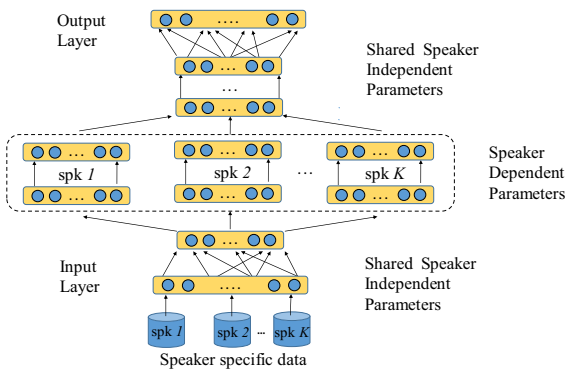 Output
Layer
....
Shared Speaker
Independent
Parameters
...
...
...
spk 1
...
...
spk 2
...
...
...
spk K
...
Speaker
Dependent
Parameters
...
Input
Layer
....
Shared Speaker
Independent
Parameters
spk 1
spk 2
...
spk K
Speaker specific data